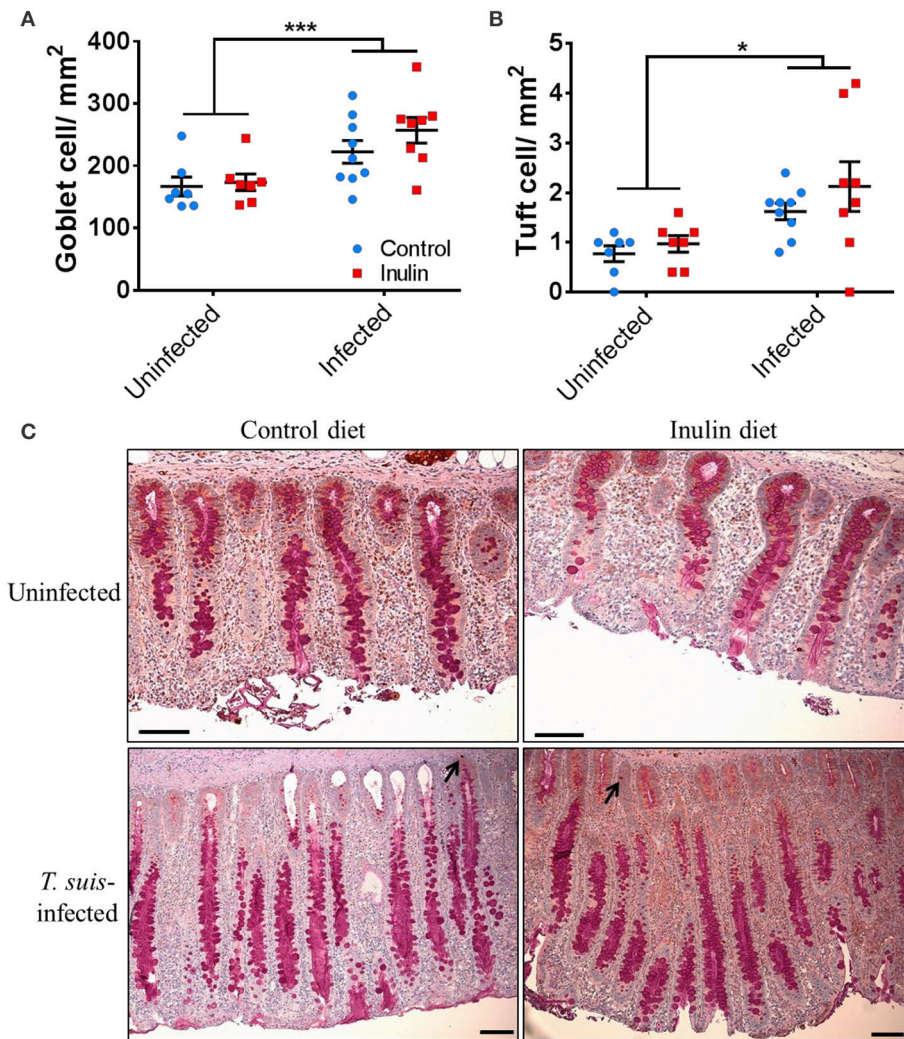 A
***
400
300
200
100
0
Goblet cell/ mm2
Control
Inulin
Uninfected
Infected
B
*
5
4
3
2
1
0
Tuft cell/ mm2
Uninfected
Infected
C
Control diet
Inulin diet
Uninfected
T. suis-
infected